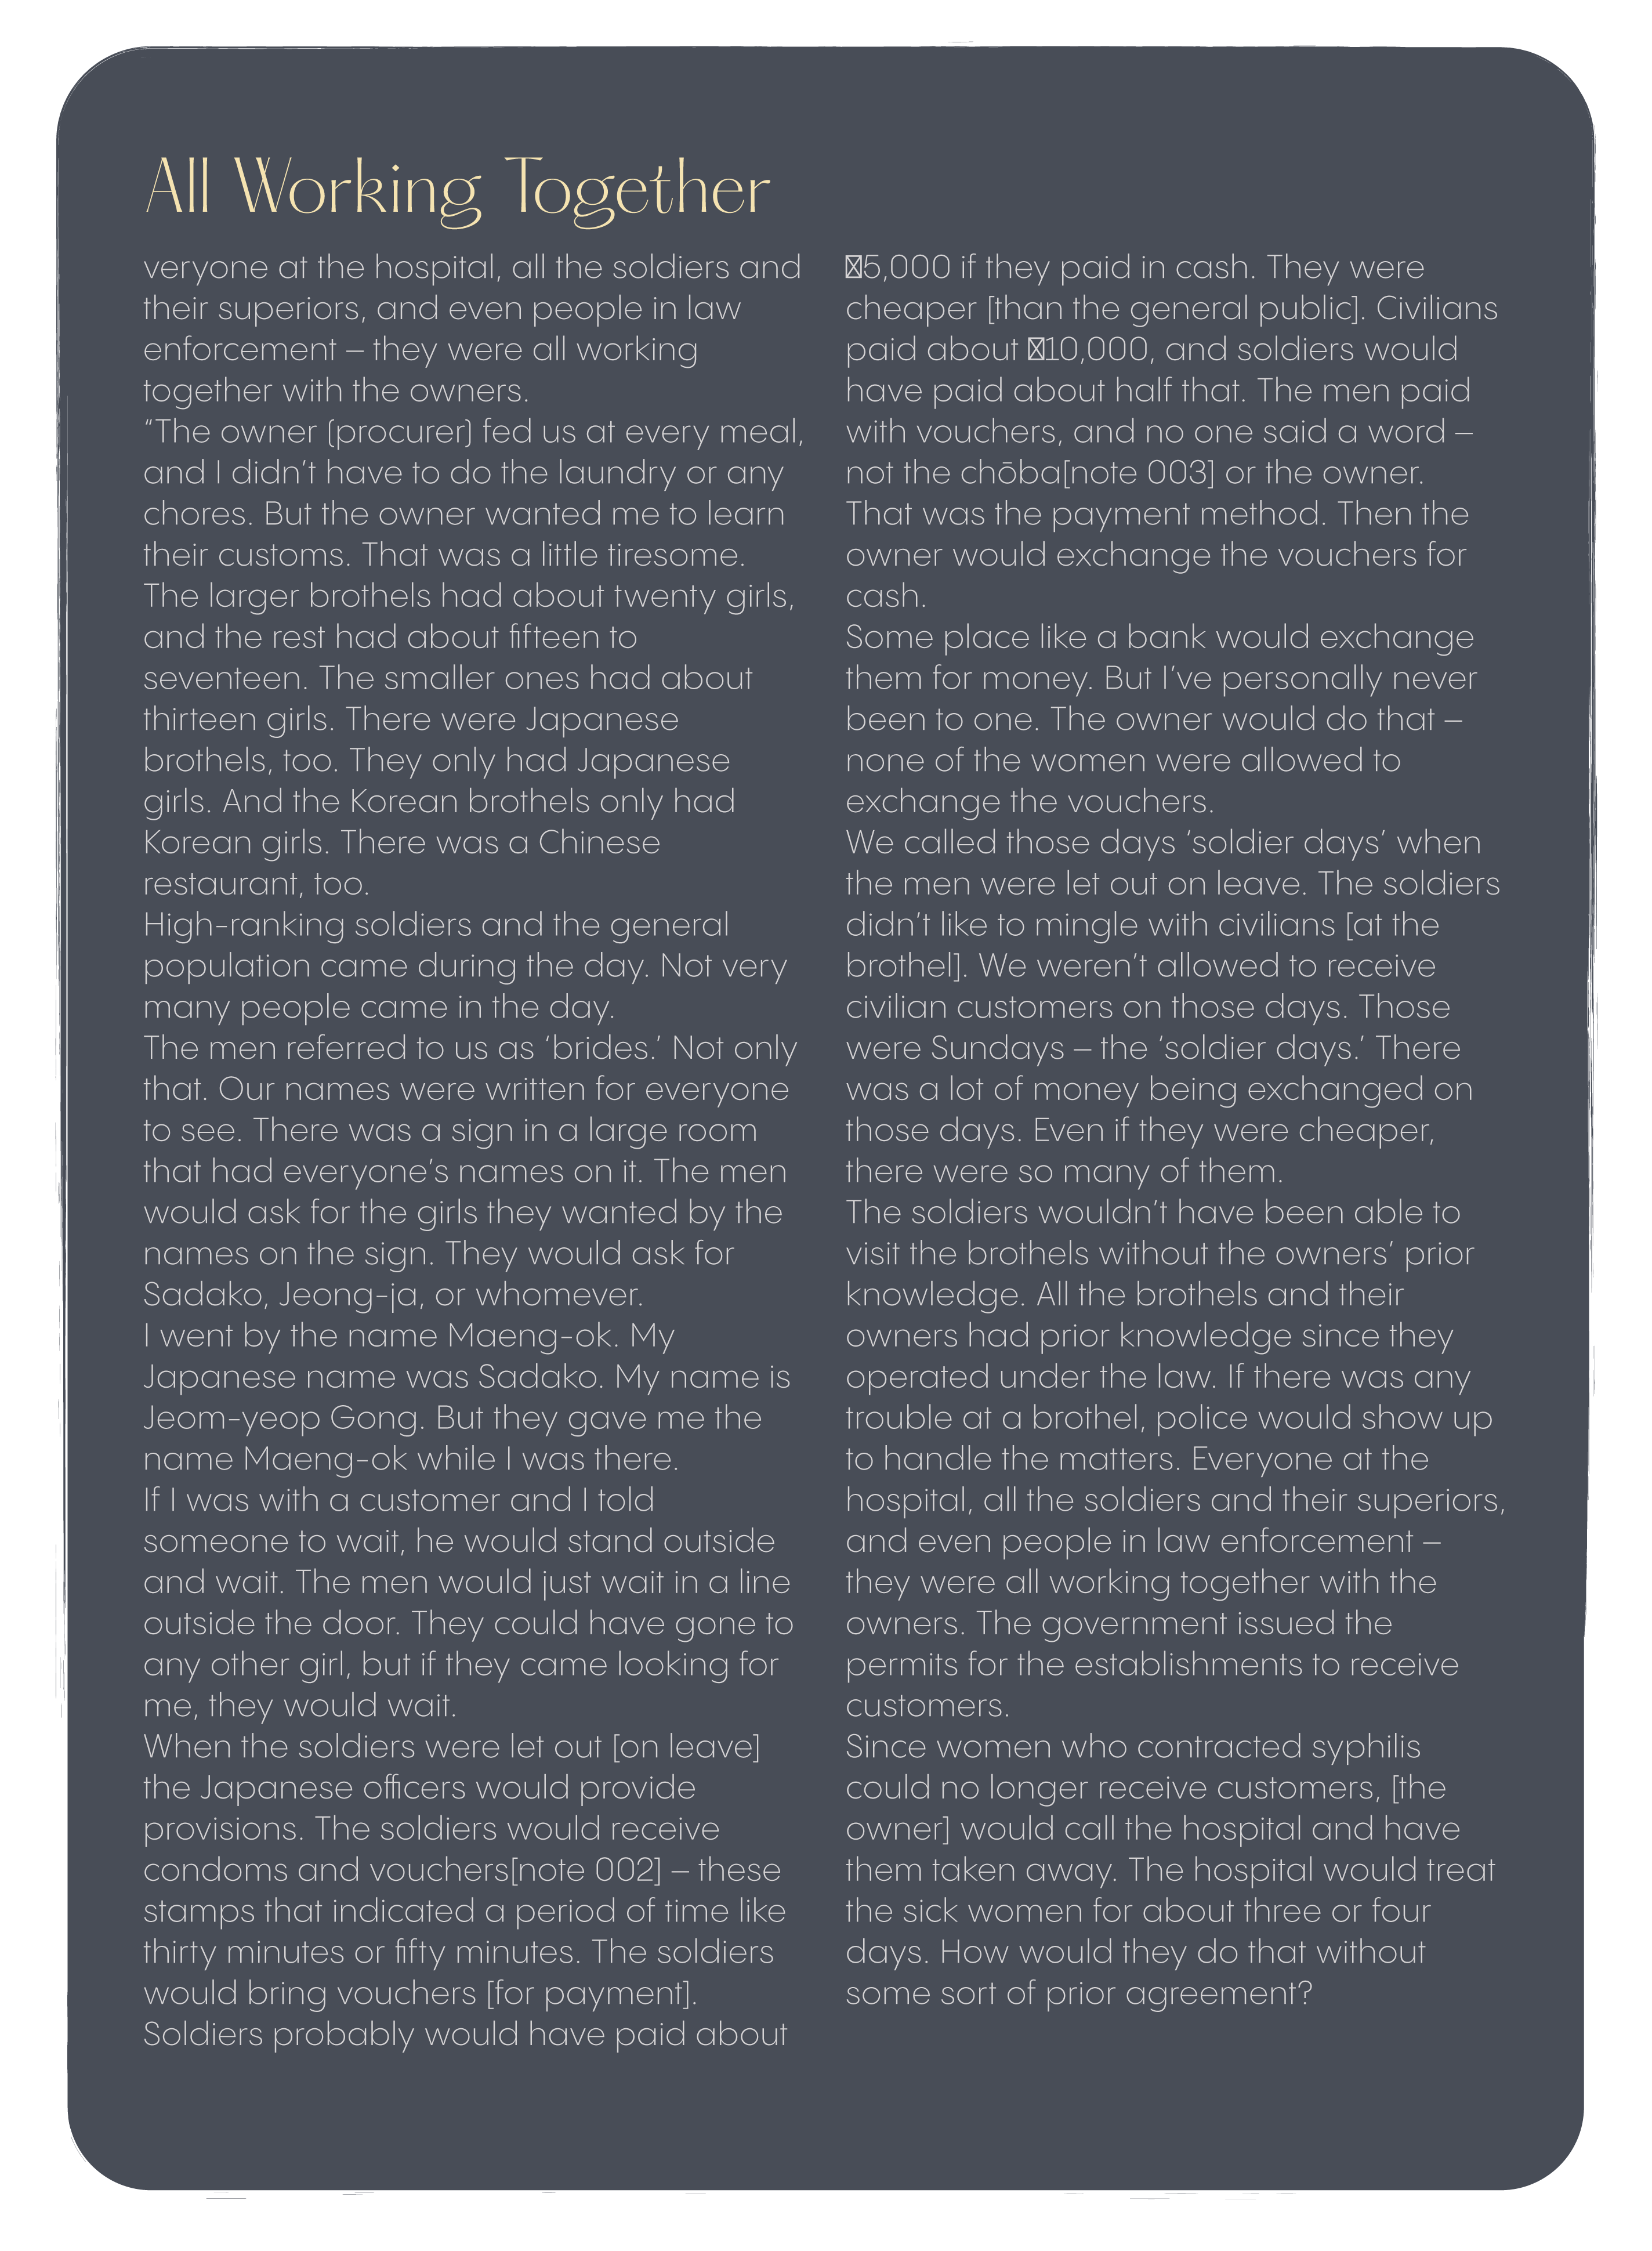 All Working Together
veryone at the hospital, all the soldiers and
their superiors, and even people in law
enforcement – they were all working
together with the owners.
“The owner (procurer) fed us at every meal,
and I didn’t have to do the laundry or any
chores. But the owner wanted me to learn
their customs. That was a little tiresome.
The larger brothels had about twenty girls,
and the rest had about fifteen to
seventeen. The smaller ones had about
thirteen girls. There were Japanese
brothels, too. They only had Japanese
girls. And the Korean brothels only had
Korean girls. There was a Chinese
restaurant, too.
High-ranking soldiers and the general
population came during the day. Not very
many people came in the day.
The men referred to us as ‘brides.’ Not only
that. Our names were written for everyone
to see. There was a sign in a large room
that had everyone’s names on it. The men
would ask for the girls they wanted by the
names on the sign. They would ask for
Sadako, Jeong-ja, or whomever.
I went by the name Maeng-ok. My
Japanese name was Sadako. My name is
Jeom-yeop Gong. But they gave me the
name Maeng-ok while I was there.
If I was with a customer and I told
someone to wait, he would stand outside
and wait. The men would just wait in a line
outside the door. They could have gone to
any other girl, but if they came looking for
me, they would wait.
When the soldiers were let out [on leave]
the Japanese officers would provide
provisions. The soldiers would receive
condoms and vouchers[note 002] – these
stamps that indicated a period of time like
thirty minutes or fifty minutes. The soldiers
would bring vouchers [for payment].
Soldiers probably would have paid about
5,000 if they paid in cash. They were
cheaper [than the general public]. Civilians
paid about 10,000, and soldiers would
have paid about half that. The men paid
with vouchers, and no one said a word –
not the chōba[note 003] or the owner.
That was the payment method. Then the
owner would exchange the vouchers for
cash.
Some place like a bank would exchange
them for money. But I’ve personally never
been to one. The owner would do that –
none of the women were allowed to
exchange the vouchers.
We called those days ‘soldier days’ when
the men were let out on leave. The soldiers
didn’t like to mingle with civilians [at the
brothel]. We weren’t allowed to receive
civilian customers on those days. Those
were Sundays – the ‘soldier days.’ There
was a lot of money being exchanged on
those days. Even if they were cheaper,
there were so many of them.
The soldiers wouldn’t have been able to
visit the brothels without the owners’ prior
knowledge. All the brothels and their
owners had prior knowledge since they
operated under the law. If there was any
trouble at a brothel, police would show up
to handle the matters. Everyone at the
hospital, all the soldiers and their superiors,
and even people in law enforcement –
they were all working together with the
owners. The government issued the
permits for the establishments to receive
customers.
Since women who contracted syphilis
could no longer receive customers, [the
owner] would call the hospital and have
them taken away. The hospital would treat
the sick women for about three or four
days. How would they do that without
some sort of prior agreement?